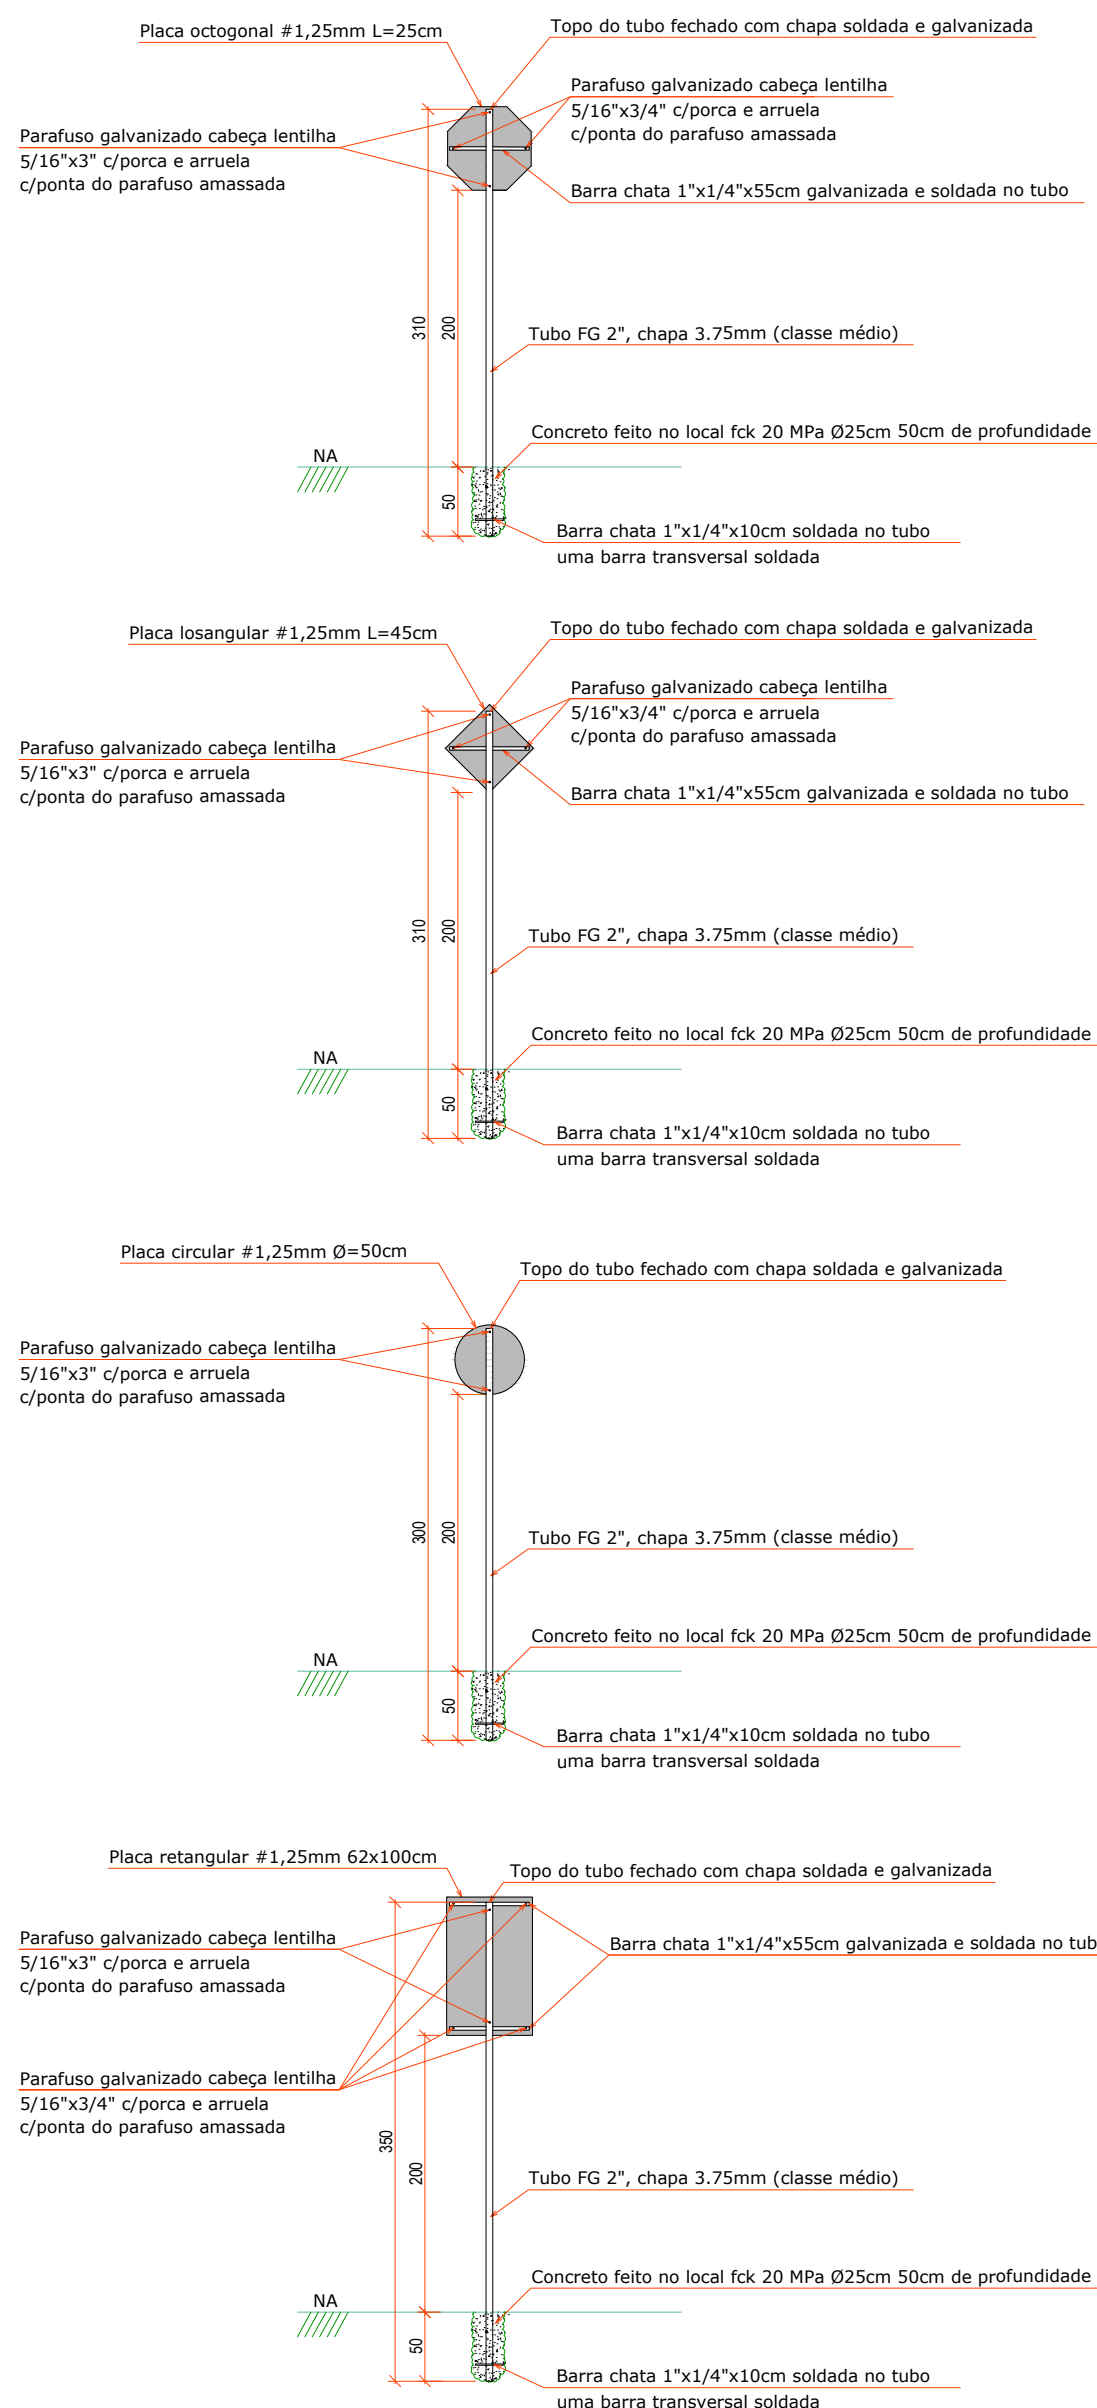 Placa octogonal #1,25mm L=25cm
Topo do tubo fechado com chapa soldada e galvanizada
Parafuso galvanizado cabeça lentilha
5/16"x3/4" c/porca e arruela
c/ponta do parafuso amassada
Parafuso galvanizado cabeça lentilha
5/16"x3" c/porca e arruela
c/ponta do parafuso amassada
Barra chata 1"x1/4"x55cm galvanizada e soldada no tubo
310
200
Tubo FG 2", chapa 3.75mm (classe médio)
Concreto feito no local fck 20 MPa Ø25cm 50cm de profundidade
NA
50
Barra chata 1"x1/4"x10cm soldada no tubo
uma barra transversal soldada
Placa losangular #1,25mm L=45cm
Topo do tubo fechado com chapa soldada e galvanizada
Parafuso galvanizado cabeça lentilha
5/16"x3/4" c/porca e arruela
c/ponta do parafuso amassada
Parafuso galvanizado cabeça lentilha
5/16"x3" c/porca e arruela
c/ponta do parafuso amassada
Barra chata 1"x1/4"x55cm galvanizada e soldada no tubo
310
200
Tubo FG 2", chapa 3.75mm (classe médio)
Concreto feito no local fck 20 MPa Ø25cm 50cm de profundidade
NA
50
Barra chata 1"x1/4"x10cm soldada no tubo
uma barra transversal soldada
Placa circular #1,25mm Ø=50cm
Topo do tubo fechado com chapa soldada e galvanizada
Parafuso galvanizado cabeça lentilha
5/16"x3" c/porca e arruela
c/ponta do parafuso amassada
300
200
Tubo FG 2", chapa 3.75mm (classe médio)
Concreto feito no local fck 20 MPa Ø25cm 50cm de profundidade
NA
50
Barra chata 1"x1/4"x10cm soldada no tubo
uma barra transversal soldada
Placa retangular #1,25mm 62x100cm
Topo do tubo fechado com chapa soldada e galvanizada
Parafuso galvanizado cabeça lentilha
5/16"x3" c/porca e arruela
c/ponta do parafuso amassada
Barra chata 1"x1/4"x55cm galvanizada e soldada no tub
Parafuso galvanizado cabeça lentilha
5/16"x3/4" c/porca e arruela
c/ponta do parafuso amassada
350
200
Tubo FG 2", chapa 3.75mm (classe médio)
Concreto feito no local fck 20 MPa Ø25cm 50cm de profundidade
NA
50
Barra chata 1"x1/4"x10cm soldada no tubo
uma barra transversal soldada